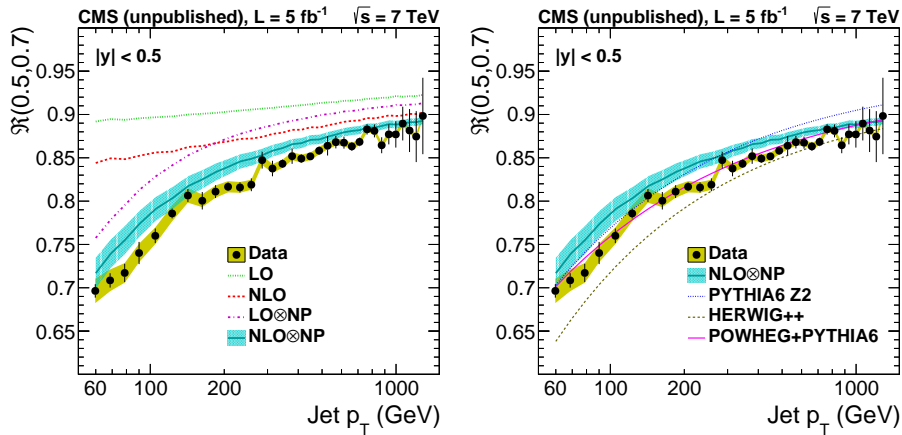 CMS (unpublished), L = 5 fb⁻¹ √s = 7 TeV
|y| < 0.5
ℜ(0.5,0.7)
0.95
0.9
0.85
0.8
0.75
0.7
0.65
Data
LO
NLO
LO⊗NP
NLO⊗NP
60 100 200 1000
Jet p_T (GeV)
CMS (unpublished), L = 5 fb⁻¹ √s = 7 TeV
|y| < 0.5
ℜ(0.5,0.7)
0.95
0.9
0.85
0.8
0.75
0.7
0.65
Data
NLO⊗NP
PYTHIA6 Z2
HERWIG++
POWHEG+PYTHIA6
60 100 200 1000
Jet p_T (GeV)